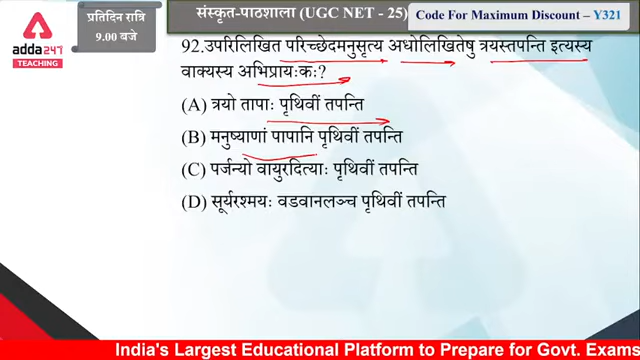 adda247
TEACHING
प्रतिदिन रात्रि
9.00 बजे
संस्कृत-पाठशाला (UGC NET - 25)
Code For Maximum Discount – Y321
92.उपरिलिखित परिच्छेदमनुसृत्य अधोलिखितेषु त्रयस्तपन्ति इत्यस्य
वाक्यस्य अभिप्रायःकः?
(A) त्रयो तापाः पृथिवीं तपन्ति
(B) मनुष्याणां पापानि पृथिवीं तपन्ति
(C) पर्जन्यो वायुरदित्याः पृथिवीं तपन्ति
(D) सूर्यरश्मयः वडवानलञ्च पृथिवीं तपन्ति
India's Largest Educational Platform to Prepare for Govt. Exams